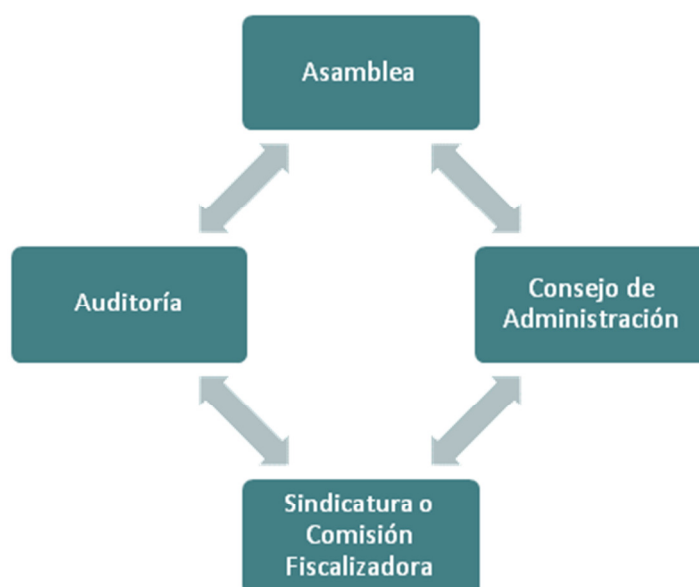 Asamblea
Auditoría
Consejo de
Administración
Sindicatura o
Comisión
Fiscalizadora